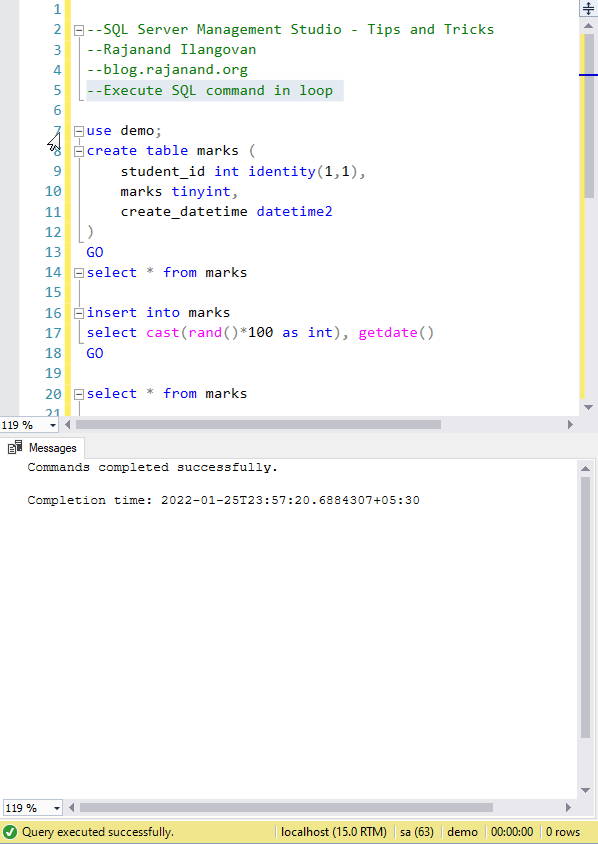 1
2 --SQL Server Management Studio - Tips and Tricks
3 --Rajanand Ilangovan
4 --blog.rajanand.org
5 --Execute SQL command in loop
6
7 use demo;
8 create table marks (
9 student_id int identity(1,1),
10 marks tinyint,
11 create_datetime datetime2
12 )
13 GO
14 select * from marks
15
16 insert into marks
17 select cast(rand()*100 as int), getdate()
18 GO
19
20 select * from marks
21
119 %
Messages
Commands completed successfully.
Completion time: 2022-01-25T23:57:20.6884307+05:30
119 %
Query executed successfully. localhost (15.0 RTM) sa (63) demo 00:00:00 0 rows